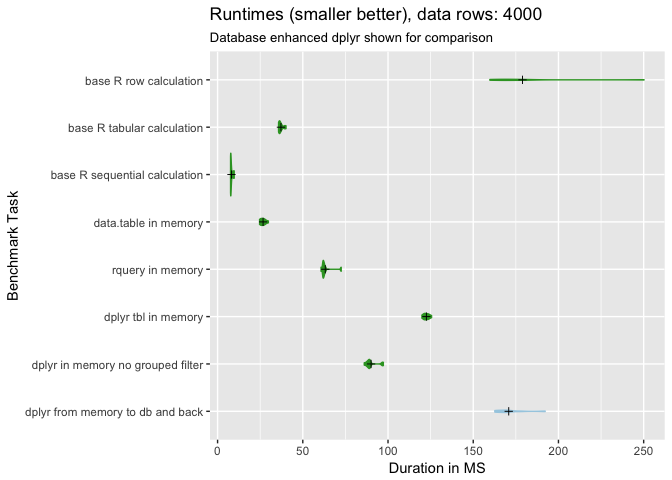 Runtimes (smaller better), data rows: 4000
Database enhanced dplyr shown for comparison
Benchmark Task
base R row calculation
base R tabular calculation
base R sequential calculation
data.table in memory
rquery in memory
dplyr tbl in memory
dplyr in memory no grouped filter
dplyr from memory to db and back
0 50 100 150 200 250
Duration in MS